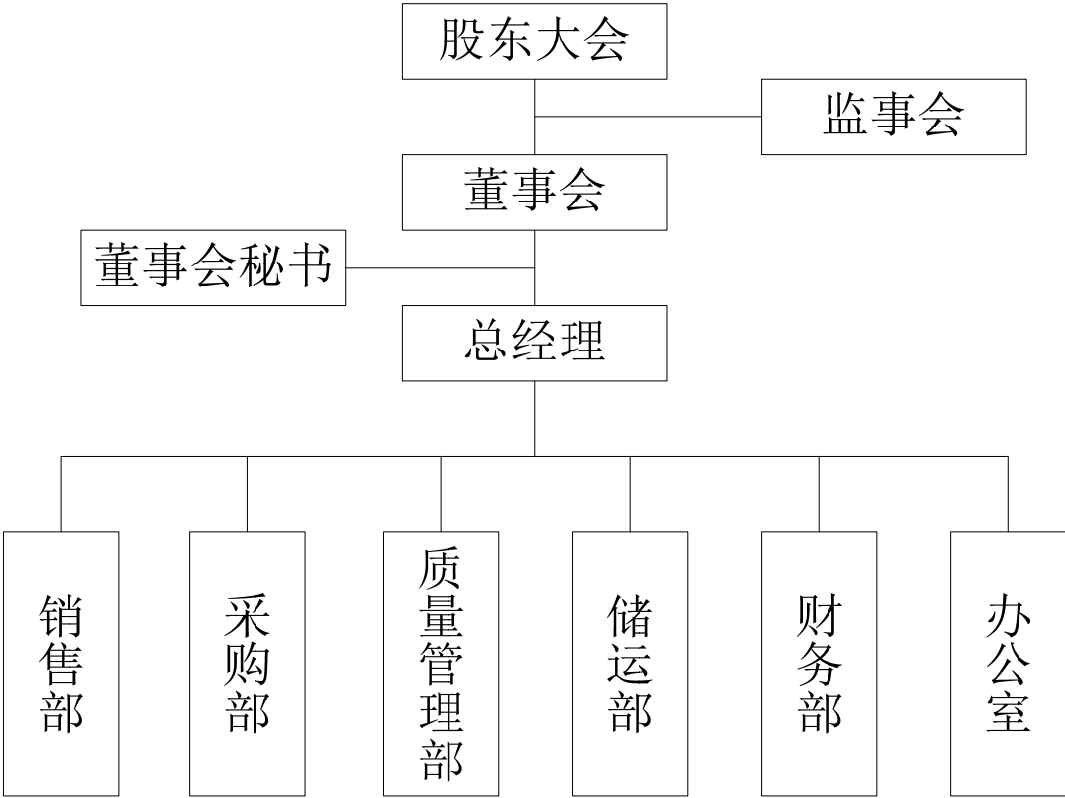 股东大会
监事会
董事会
董事会秘书
总经理
销售部
采购部
质量管理部
储运部
财务部
办公室